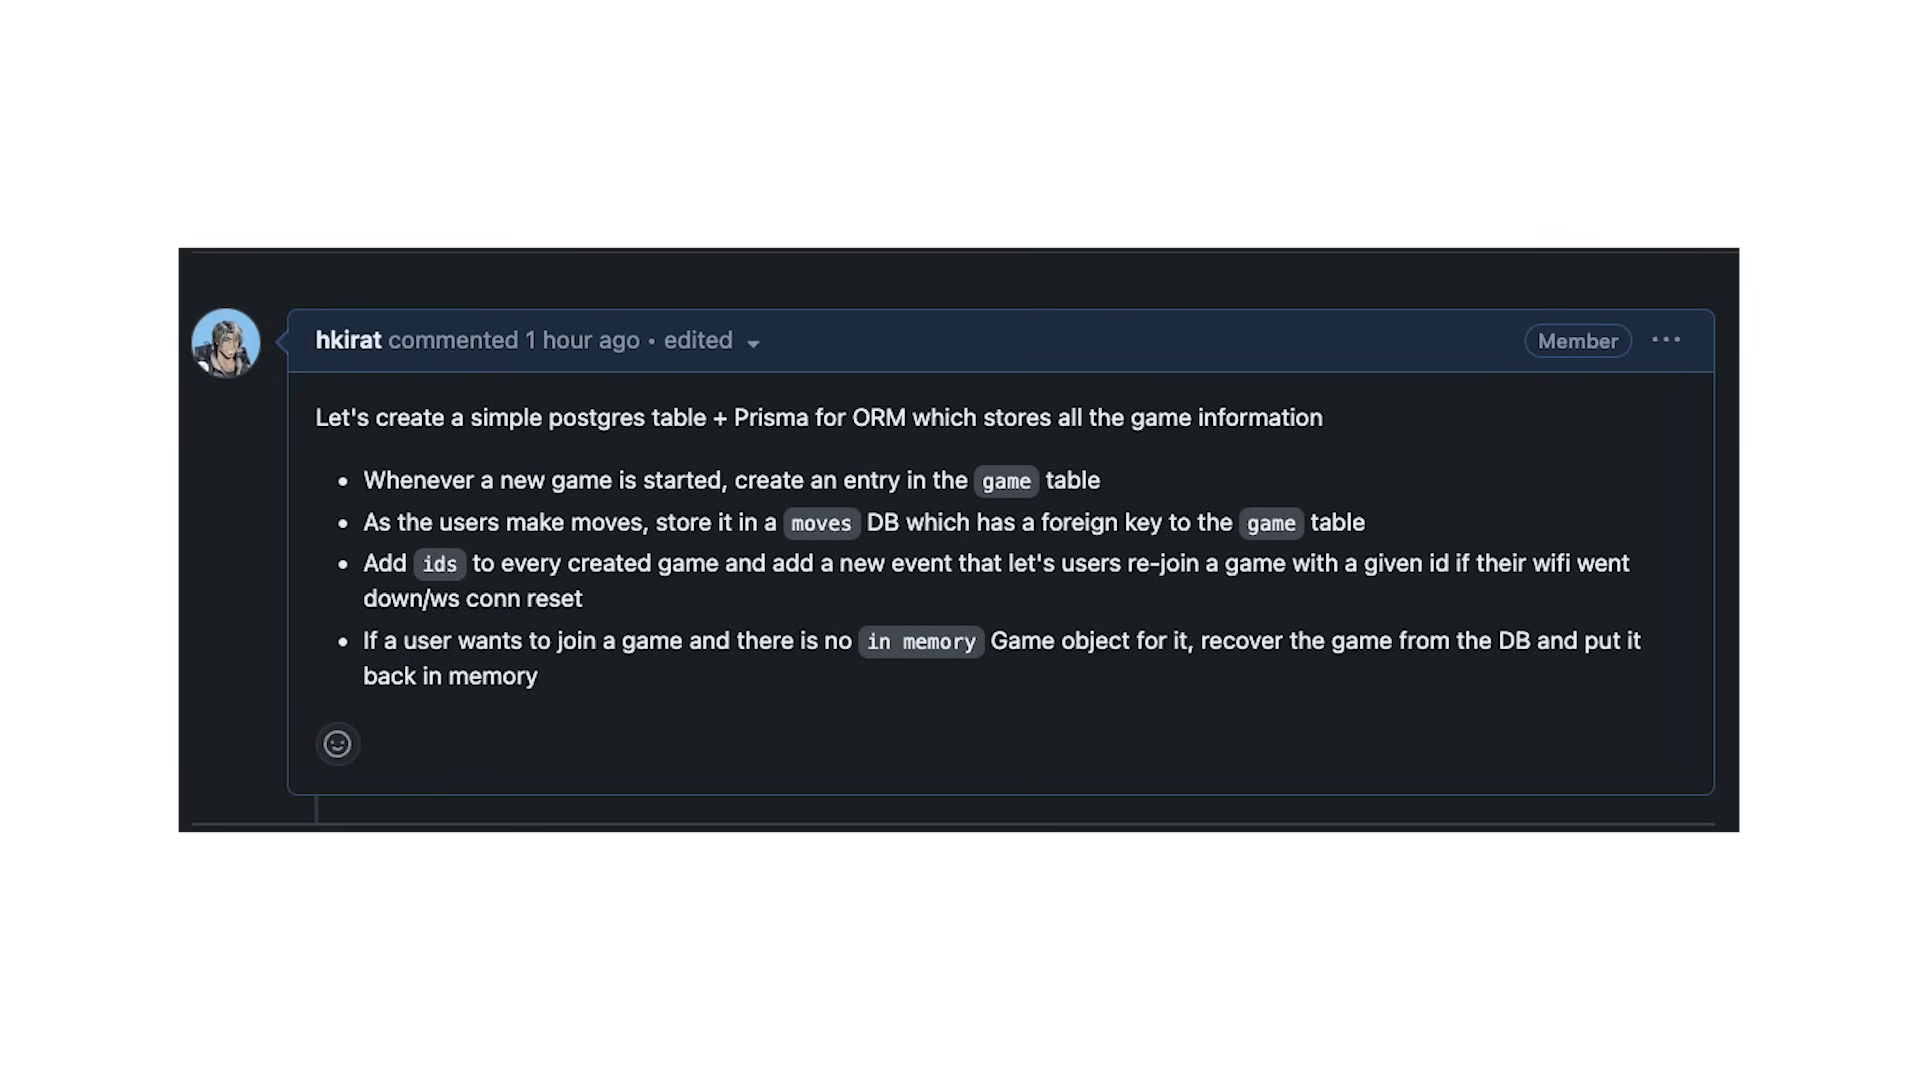 hkirat commented 1 hour ago • edited
Member
Let's create a simple postgres table + Prisma for ORM which stores all the game information
• Whenever a new game is started, create an entry in the game table
• As the users make moves, store it in a moves DB which has a foreign key to the game table
• Add ids to every created game and add a new event that let's users re-join a game with a given id if their wifi went
down/ws conn reset
• If a user wants to join a game and there is no in memory Game object for it, recover the game from the DB and put it
back in memory